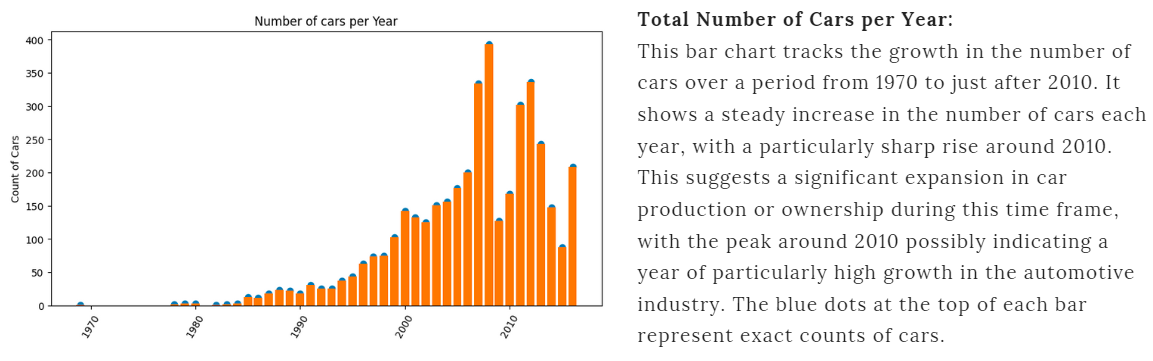 Number of cars per Year
400
350
300
250
200
150
100
50
0
Count of Cars
1970
1980
1990
2000
2010
Total Number of Cars per Year:
This bar chart tracks the growth in the number of
cars over a period from 1970 to just after 2010. It
shows a steady increase in the number of cars each
year, with a particularly sharp rise around 2010.
This suggests a significant expansion in car
production or ownership during this time frame,
with the peak around 2010 possibly indicating a
year of particularly high growth in the automotive
industry. The blue dots at the top of each bar
represent exact counts of cars.